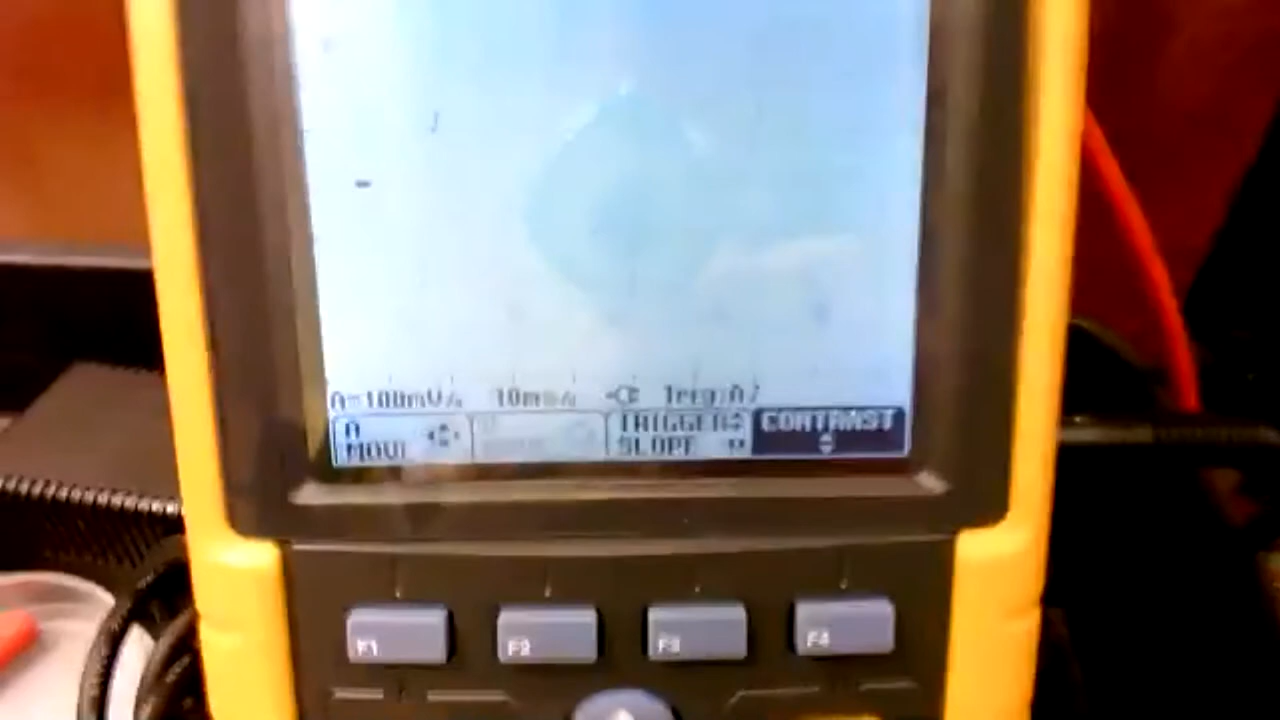 A=100mV/ 10ms/ Trig:A/
A
MOVE
TRIGGER
SLOPE
CONTRAST
F1 F2 F3 F4